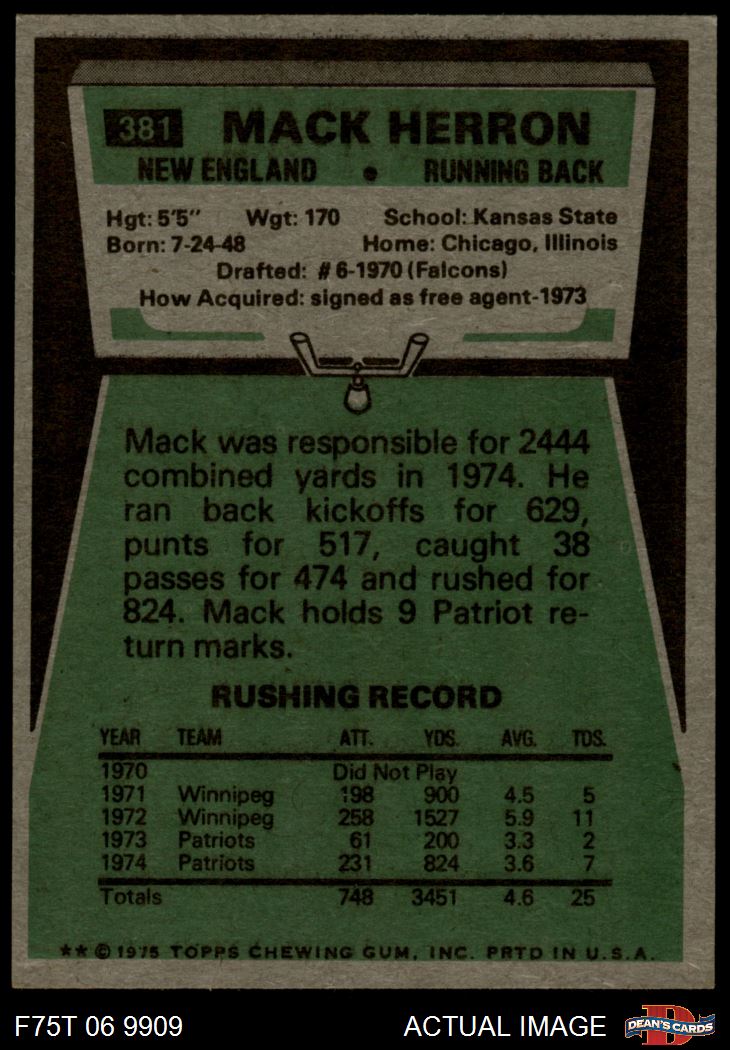 381 MACK HERRON
NEW ENGLAND • RUNNING BACK
Hgt: 5'5" Wgt: 170 School: Kansas State
Born: 7-24-48 Home: Chicago, Illinois
Drafted: #6-1970 (Falcons)
How Acquired: signed as free agent-1973
Mack was responsible for 2444
combined yards in 1974. He
ran back kickoffs for 629,
punts for 517, caught 38
passes for 474 and rushed for
824. Mack holds 9 Patriot re-
turn marks.
RUSHING RECORD
YEAR TEAM ATT. YDS. AVG. TDS.
1970 Did Not Play
1971 Winnipeg 198 900 4.5 5
1972 Winnipeg 258 1527 5.9 11
1973 Patriots 61 200 3.3 2
1974 Patriots 231 824 3.6 7
Totals 748 3451 4.6 25
** © 1975 TOPPS CHEWING GUM, INC. PRTD IN U.S.A.
F75T 06 9909 ACTUAL IMAGE D DEAN'S CARDS